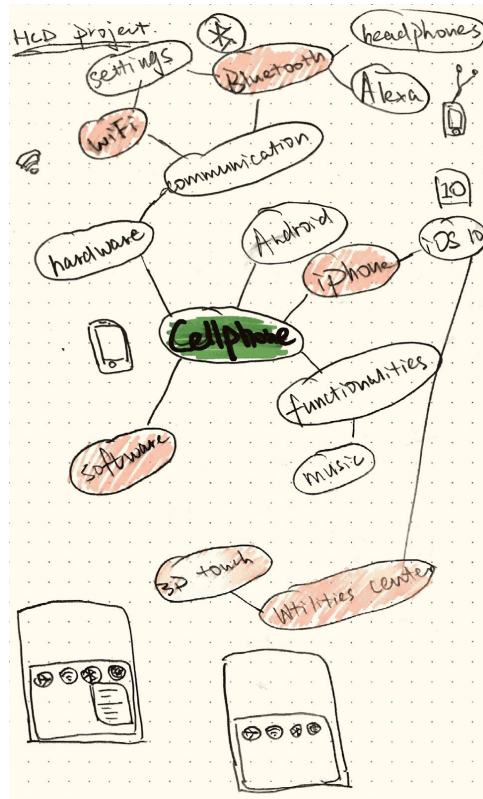 HCD project
settings
Bluetooth
headphones
Alexa
wiFi
communication
10
hardware
Android
iphone
iOS 10
Cellphone
functionalities
software
music
3D touch
Utilities center